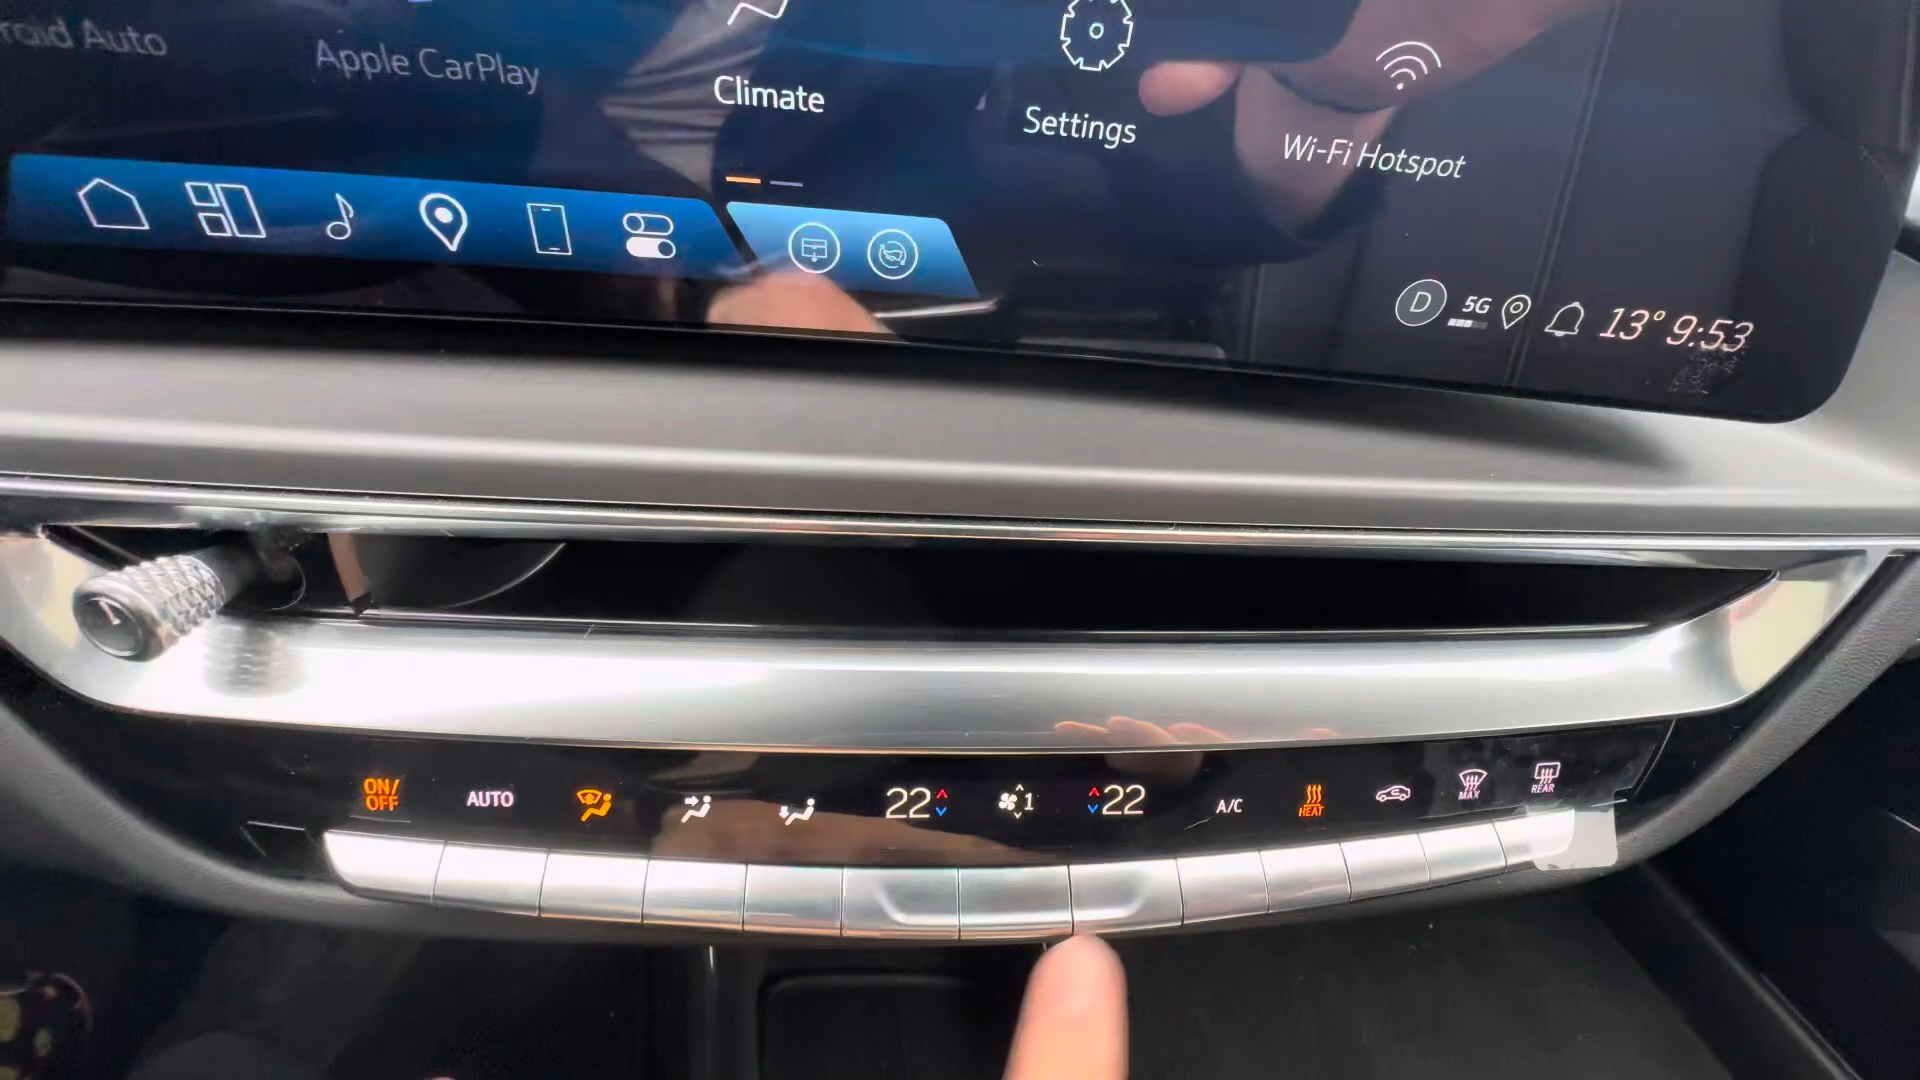 roid Auto
Apple CarPlay
Climate
Settings
Wi-Fi Hotspot
D 5G 13° 9:53
ON/
OFF
AUTO
22
1
22
A/C
HEAT
MAX
REAR